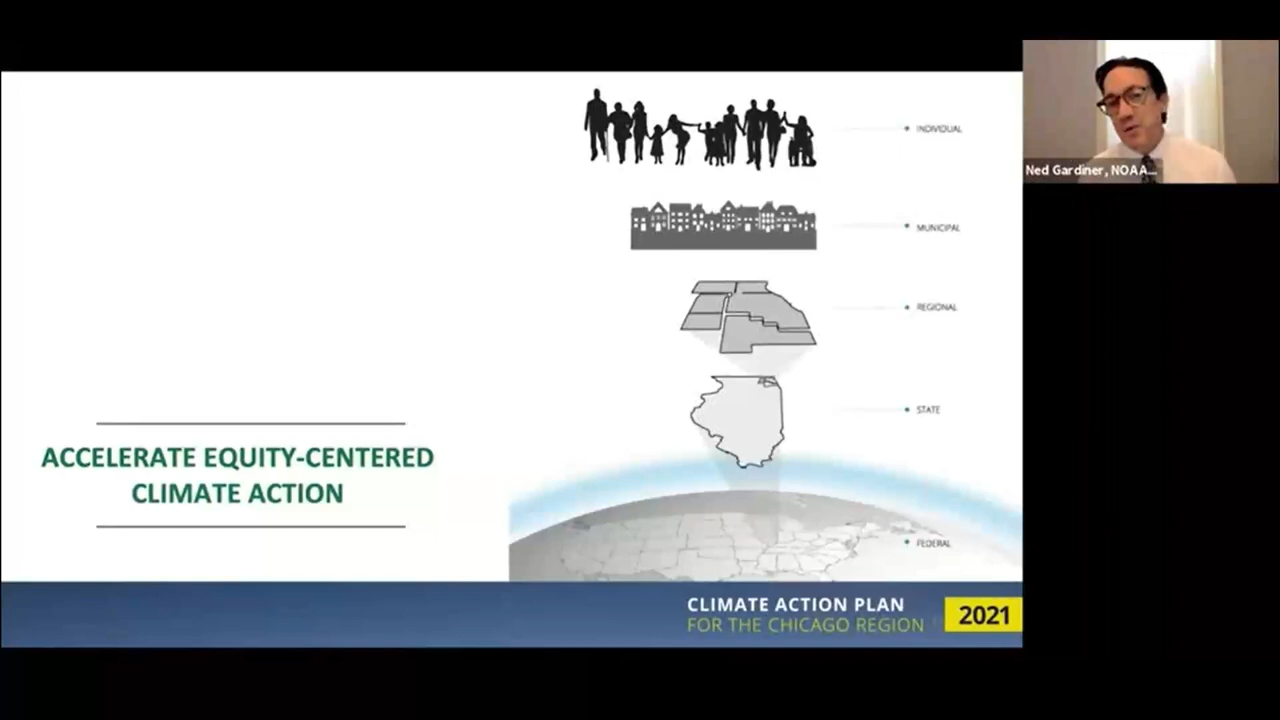 INDIVIDUAL
Ned Gardiner, NOAA...
MUNICIPAL
REGIONAL
STATE
ACCELERATE EQUITY-CENTERED
CLIMATE ACTION
FEDERAL
CLIMATE ACTION PLAN
FOR THE CHICAGO REGION
2021